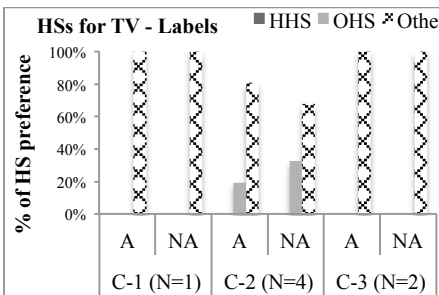 HSs for TV - Labels
HHS OHS Othe
% of HS preference
100%
80%
60%
40%
20%
0%
A NA A NA A NA
C-1 (N=1) C-2 (N=4) C-3 (N=2)